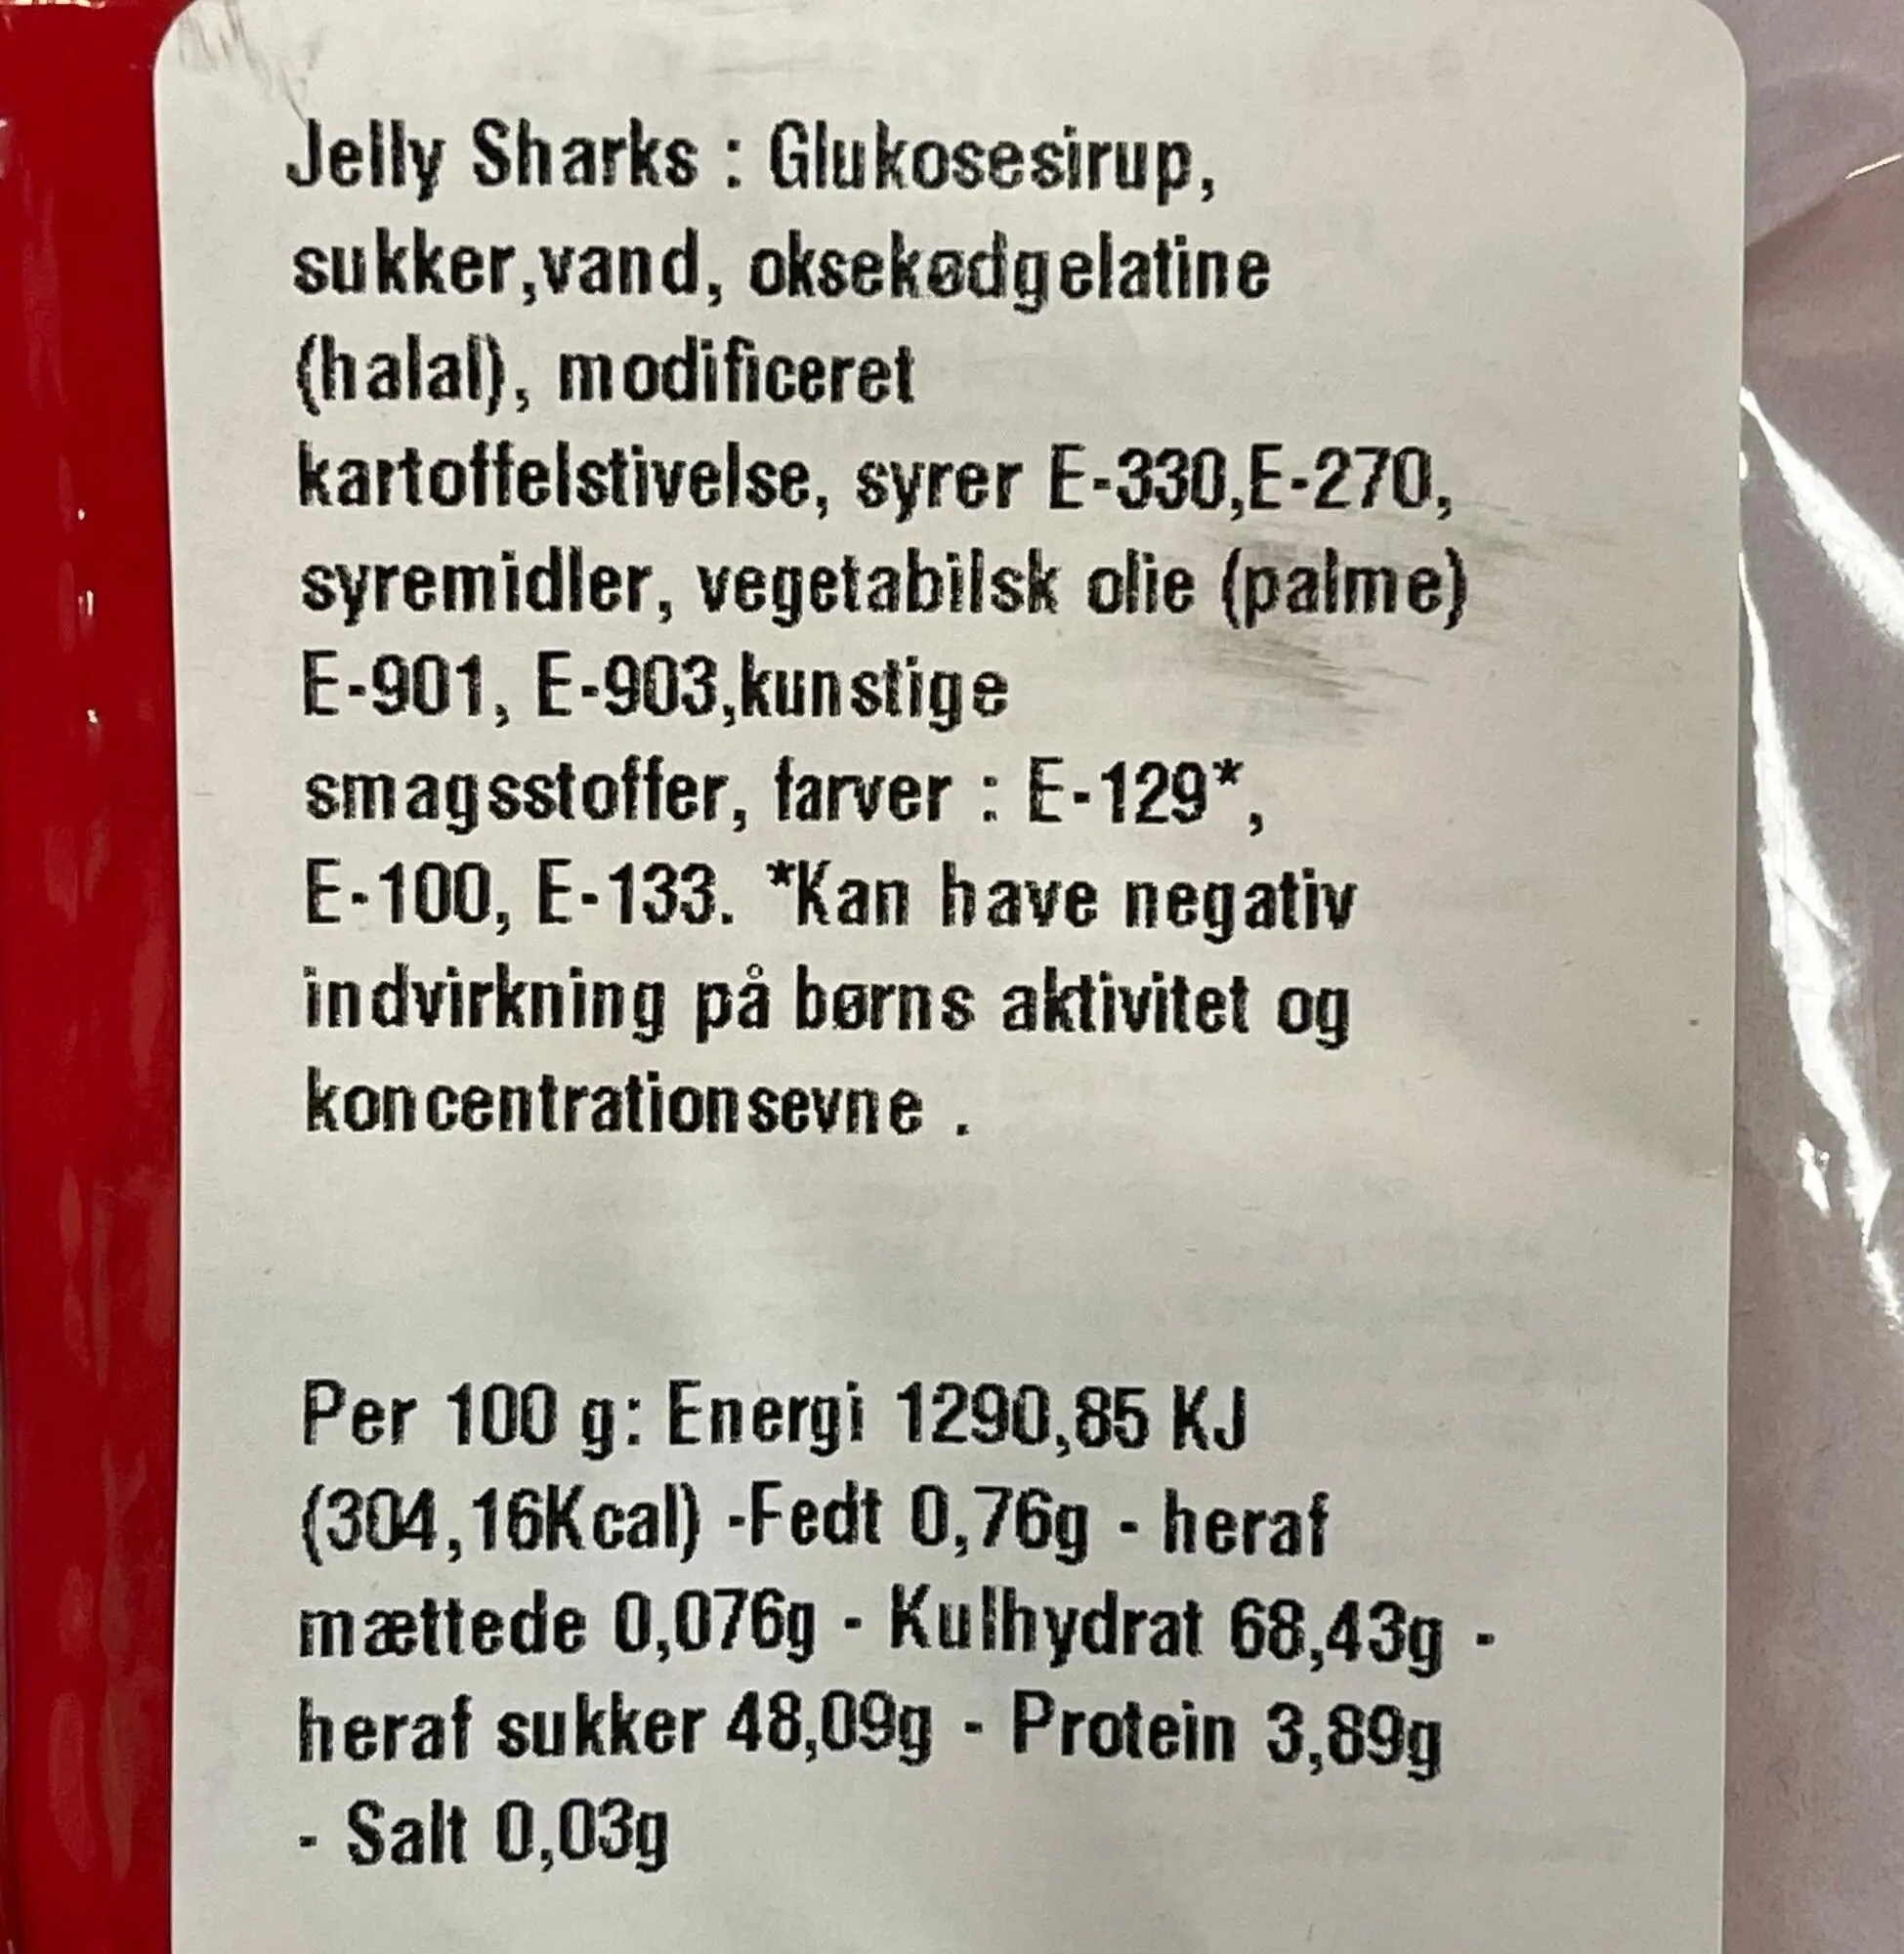 Jelly Sharks : Glukosesirup,
sukker,vand, oksekødgelatine
(halal), modificeret
kartoffelstivelse, syrer E-330,E-270,
syremidler, vegetabilsk olie (palme)
E-901, E-903,kunstige
smagsstoffer, farver : E-129*,
E-100, E-133. *Kan have negativ
indvirkning på børns aktivitet og
koncentrationsevne .
Per 100 g: Energi 1290,85 KJ
(304,16Kcal) -Fedt 0,76g - heraf
mættede 0,076g - Kulhydrat 68,43g -
heraf sukker 48,09g - Protein 3,89g
- Salt 0,03g